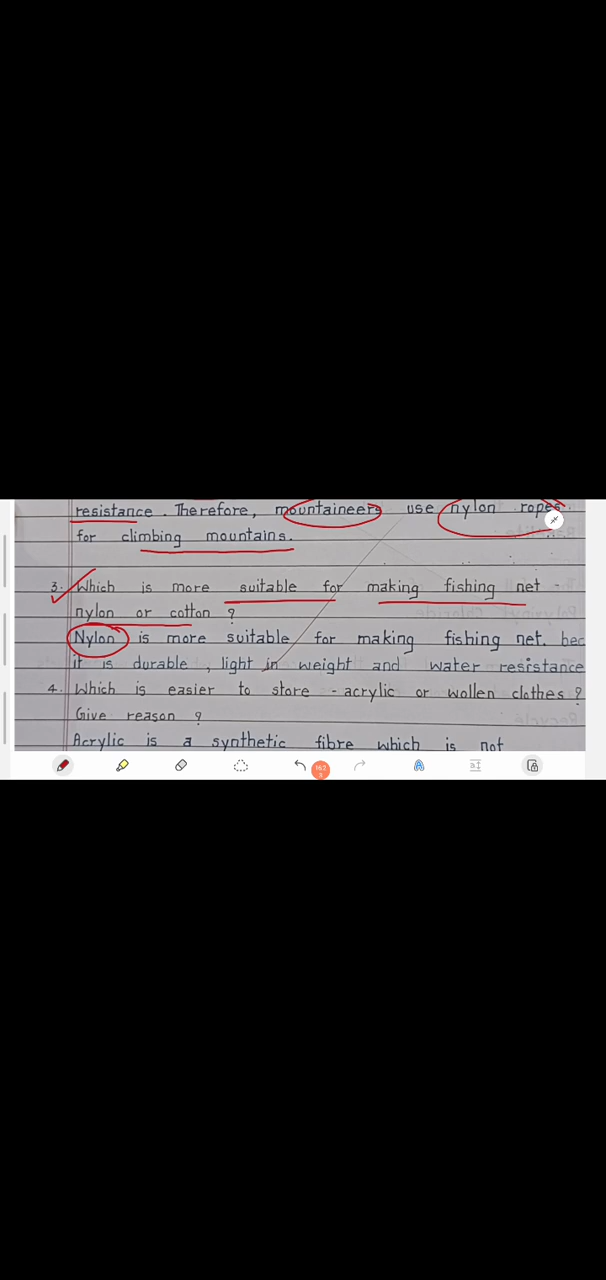 resistance. Therefore, mountaineers use nylon ropes
for climbing mountains.
3. Which is more suitable for making fishing net -
nylon or cotton ?
Nylon is more suitable for making fishing net. bec
it is durable, light in weight and water resistance
4. Which is easier to store - acrylic or wollen clothes ?
Give reason ?
Acrylic is a synthetic fibre which is not